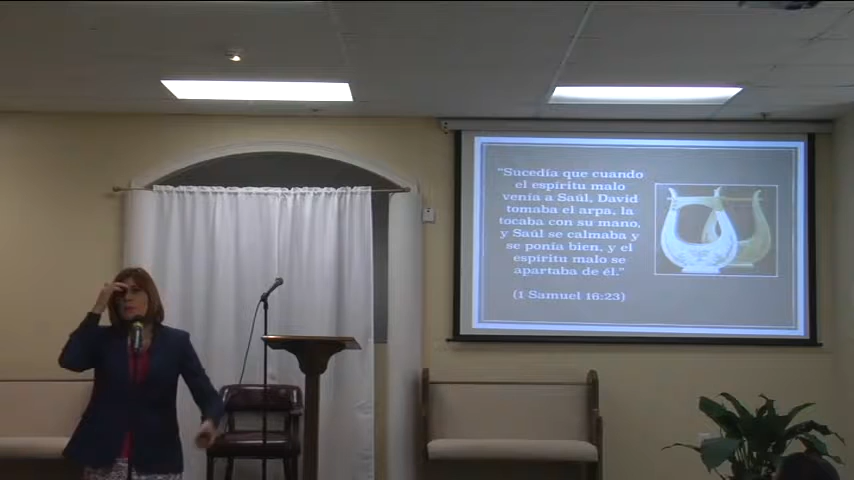 "Sucedía que cuando
el espíritu malo
venía a Saúl, David
tomaba el arpa, la
tocaba con su mano,
y Saúl se calmaba y
se ponía bien, y el
espíritu malo se
apartaba de él."
(1 Samuel 16:23)